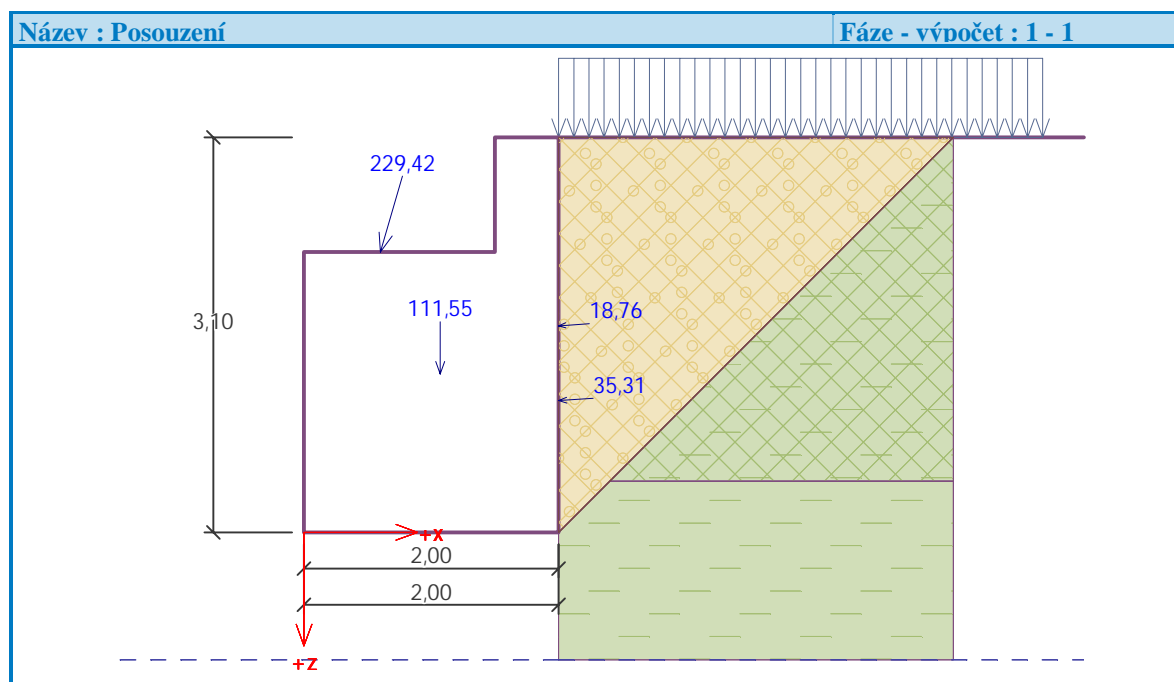 Název : Posouzení
Fáze - výpočet : 1 - 1
229,42
111,55
18,76
3,10
35,31
+x
2,00
2,00
+z